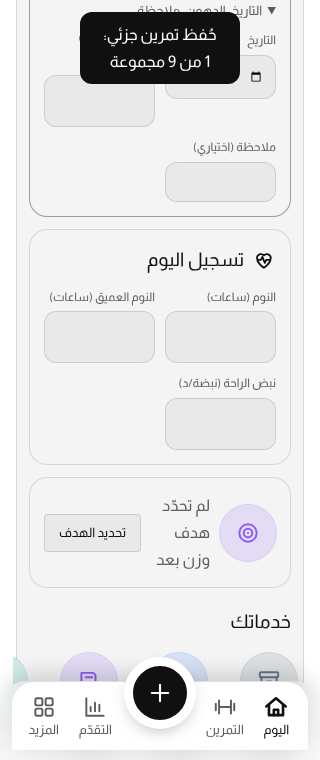 ▼ التاريخ، الدهون، ملاحظة
حُفظ تمرين جزئي:
1 من 9 مجموعة
التاريخ
ملاحظة (اختياري)
تسجيل اليوم
النوم (ساعات)
النوم العميق (ساعات)
نبض الراحة (نبضة/د)
لم تحدّد
هدف
وزن بعد
تحديد الهدف
خدماتك
اليوم
التمرين
التقدّم
المزيد